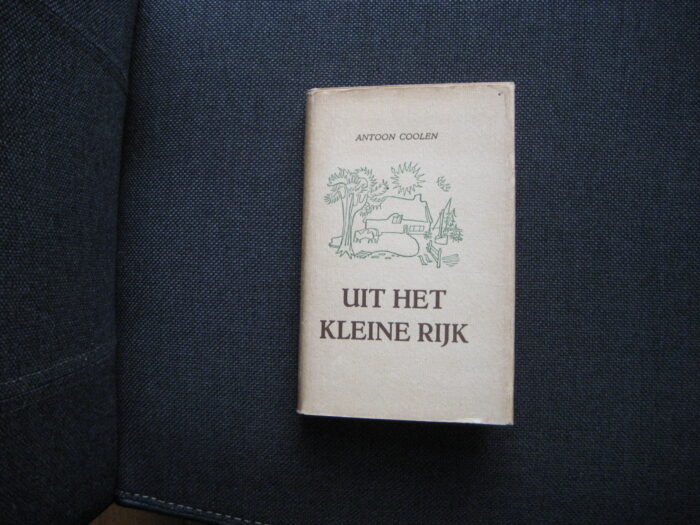 ANTOON COOLEN
UIT HET
KLEINE RIJK